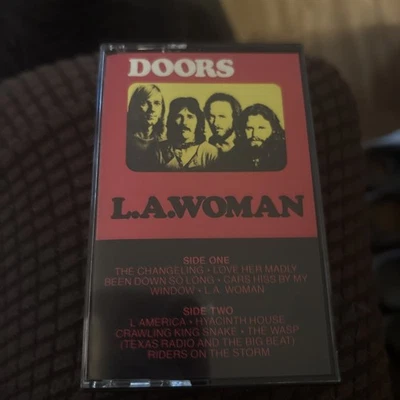 DOORS
L.A.WOMAN
SIDE ONE
THE CHANGELING • LOVE HER MADLY
BEEN DOWN SO LONG • CARS HISS BY MY
WINDOW • L.A. WOMAN
SIDE TWO
L'AMERICA • HYACINTH HOUSE
CRAWLING KING SNAKE • THE WASP
(TEXAS RADIO AND THE BIG BEAT)
RIDERS ON THE STORM